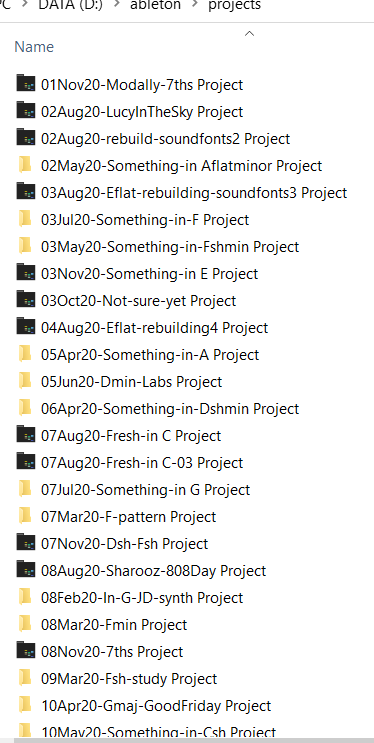 PC > DATA (D:) > ableton > projects
Name
01Nov20-Modally-7ths Project
02Aug20-LucyInTheSky Project
02Aug20-rebuild-soundfonts2 Project
02May20-Something-in Aflatminor Project
03Aug20-Eflat-rebuilding-soundfonts3 Project
03Jul20-Something-in-F Project
03May20-Something-in-Fshmin Project
03Nov20-Something-in E Project
03Oct20-Not-sure-yet Project
04Aug20-Eflat-rebuilding4 Project
05Apr20-Something-in-A Project
05Jun20-Dmin-Labs Project
06Apr20-Something-in-Dshmin Project
07Aug20-Fresh-in C Project
07Aug20-Fresh-in C-03 Project
07Jul20-Something-in G Project
07Mar20-F-pattern Project
07Nov20-Dsh-Fsh Project
08Aug20-Sharooz-808Day Project
08Feb20-In-G-JD-synth Project
08Mar20-Fmin Project
08Nov20-7ths Project
09Mar20-Fsh-study Project
10Apr20-Gmaj-GoodFriday Project
10May20-Something-in-Csh Project